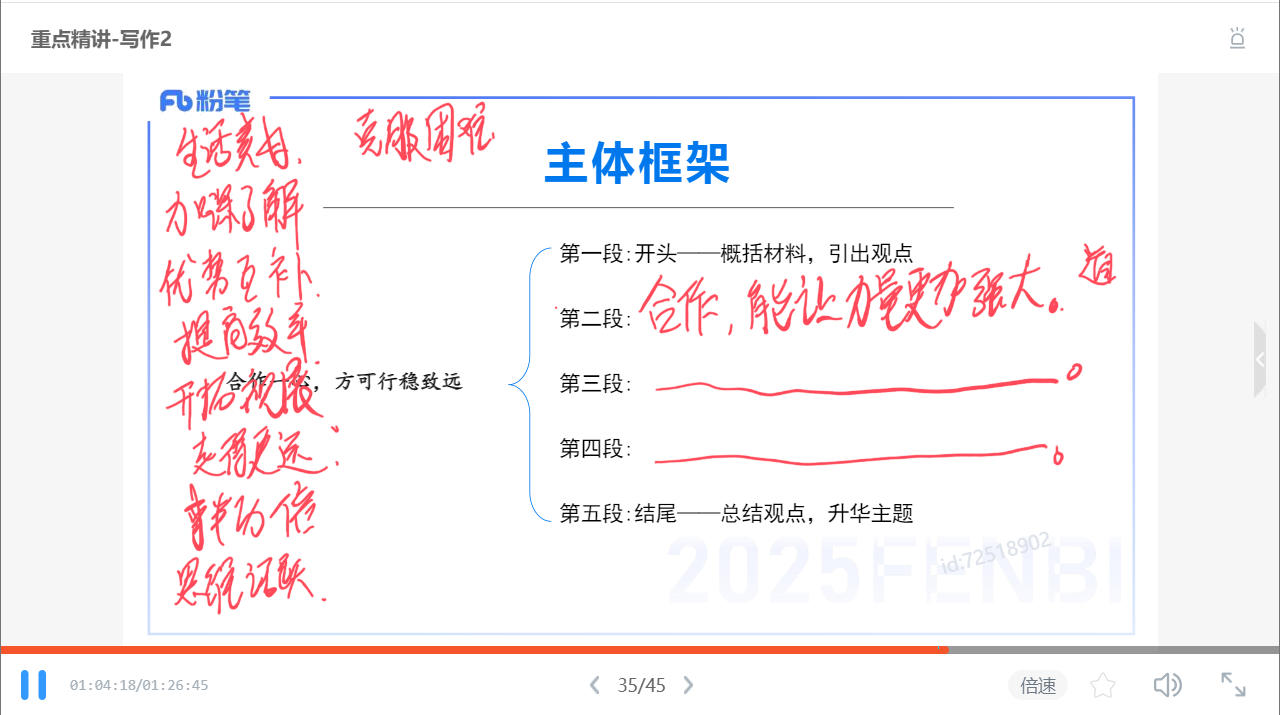 重点精讲-写作2
粉笔
克服困难
主体框架
生活美好.
加深了解
优势互补.
提高效率
开拓视野
走得更远.
事半功倍
思维活跃.
合作一心，方可行稳致远
第一段:开头——概括材料，引出观点
第二段:
合作，能让力量更加强大。
道
第三段:
第四段:
第五段:结尾——总结观点，升华主题
2025FENBI
id:72518902
01:04:18/01:26:45
35/45
倍速